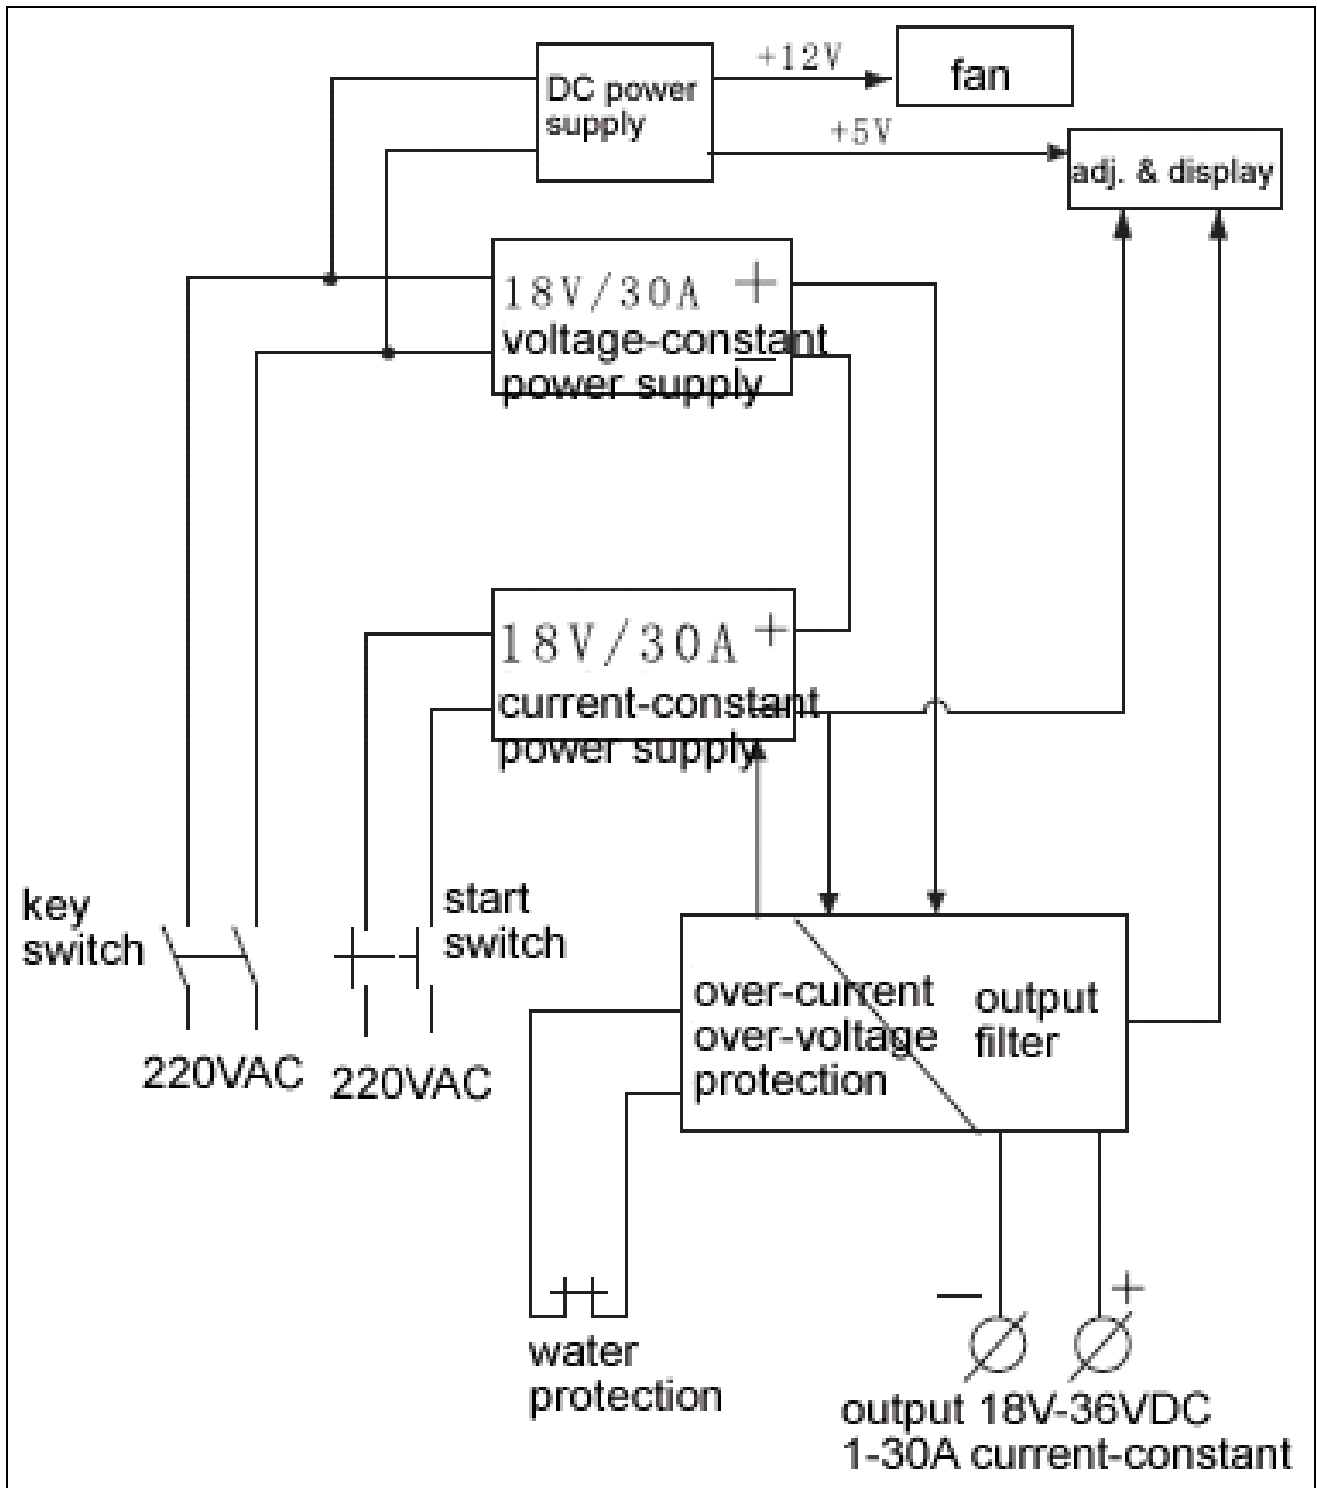 DC power
supply
+12V
fan
+5V
adj. & display
18V/30A +
voltage-constant
power supply
—
18V/30A +
current-constant
power supply
—
key
switch
start
switch
220VAC
220VAC
over-current
over-voltage
protection
output
filter
water
protection
— +
output 18V-36VDC
1-30A current-constant